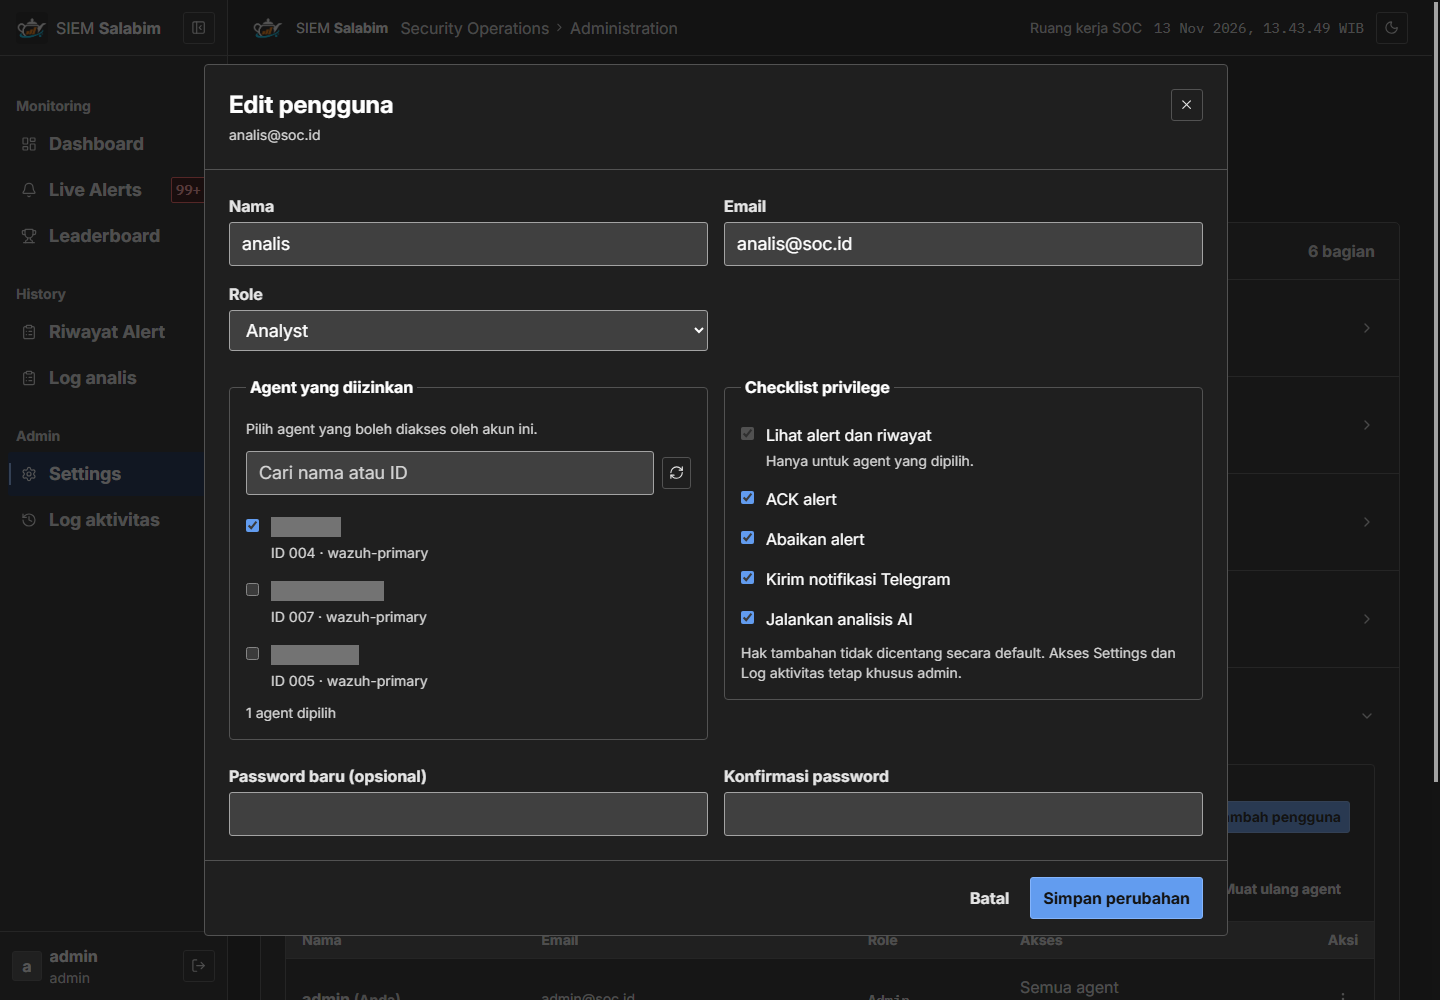 SIEM Salabim
SIEM Salabim Security Operations › Administration
Ruang kerja SOC 13 Nov 2026, 13.43.49 WIB
Monitoring
Dashboard
Live Alerts 99+
Leaderboard
History
Riwayat Alert
Log analis
Admin
Settings
Log aktivitas
a
admin
admin
Edit pengguna
analis@soc.id
Nama
analis
Email
analis@soc.id
Role
Analyst
Agent yang diizinkan
Pilih agent yang boleh diakses oleh akun ini.
Cari nama atau ID
ID 004 · wazuh-primary
ID 007 · wazuh-primary
ID 005 · wazuh-primary
1 agent dipilih
Checklist privilege
Lihat alert dan riwayat
Hanya untuk agent yang dipilih.
ACK alert
Abaikan alert
Kirim notifikasi Telegram
Jalankan analisis AI
Hak tambahan tidak dicentang secara default. Akses Settings dan
Log aktivitas tetap khusus admin.
Password baru (opsional)
Konfirmasi password
Batal
Simpan perubahan
6 bagian
ambah pengguna
Muat ulang agent
Nama Email Role Akses Aksi
admin (Anda) admin@soc.id Admin Semua agent